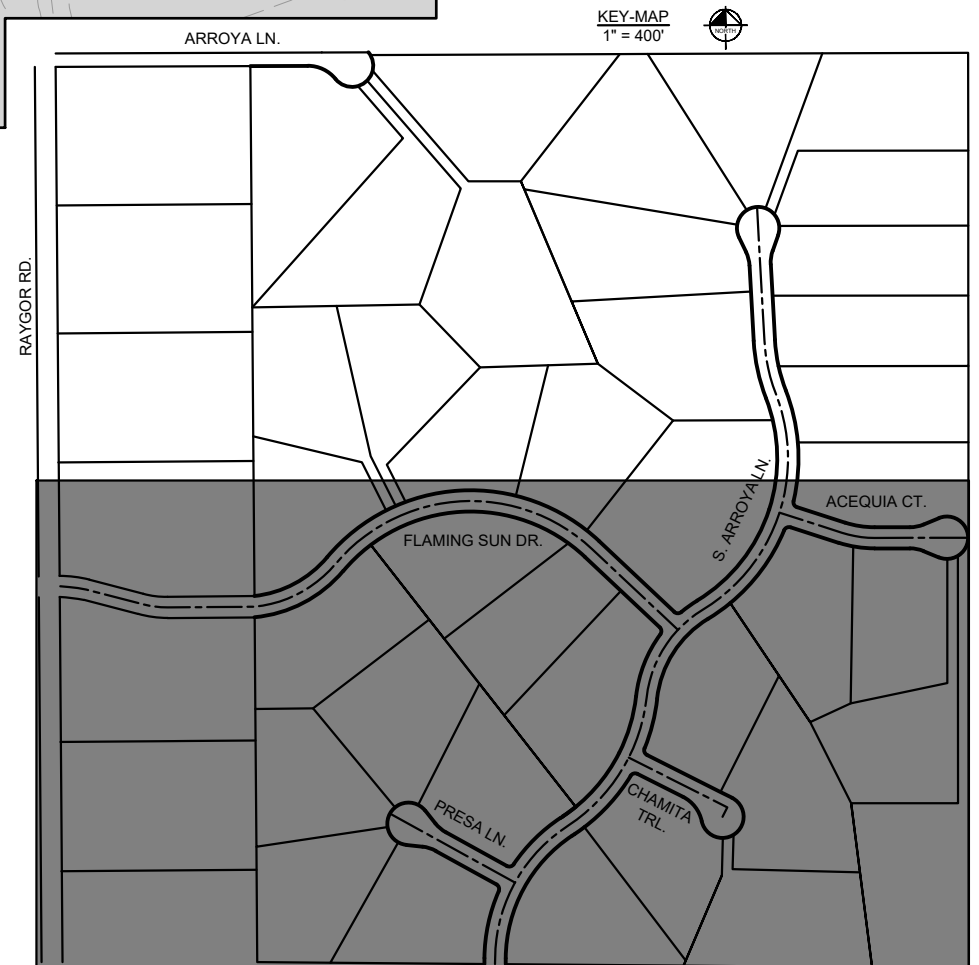 KEY-MAP
1" = 400'
NORTH
ARROYA LN.
RAYGOR RD.
S. ARROYA LN.
ACEQUIA CT.
FLAMING SUN DR.
CHAMITA
TRL.
PRESA LN.